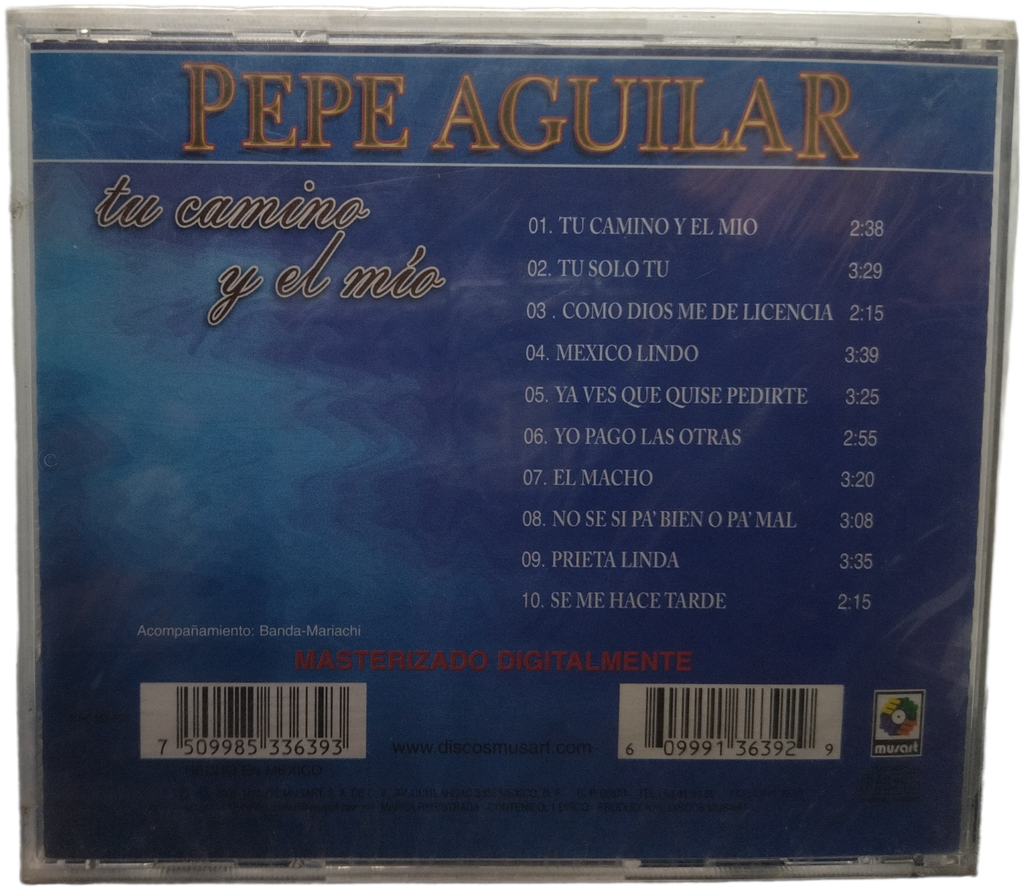 PEPE AGUILAR
tu camino
y el mío
01. TU CAMINO Y EL MIO 2:38
02. TU SOLO TU 3:29
03 . COMO DIOS ME DE LICENCIA 2:15
04. MEXICO LINDO 3:39
05. YA VES QUE QUISE PEDIRTE 3:25
06. YO PAGO LAS OTRAS 2:55
07. EL MACHO 3:20
08. NO SE SI PA' BIEN O PA' MAL 3:08
09. PRIETA LINDA 3:35
10. SE ME HACE TARDE 2:15
Acompañamiento: Banda-Mariachi
MASTERIZADO DIGITALMENTE
7 509985 336393
www.discosmusart.com
6 09991 36392 9
musart
HECHO EN MEXICO